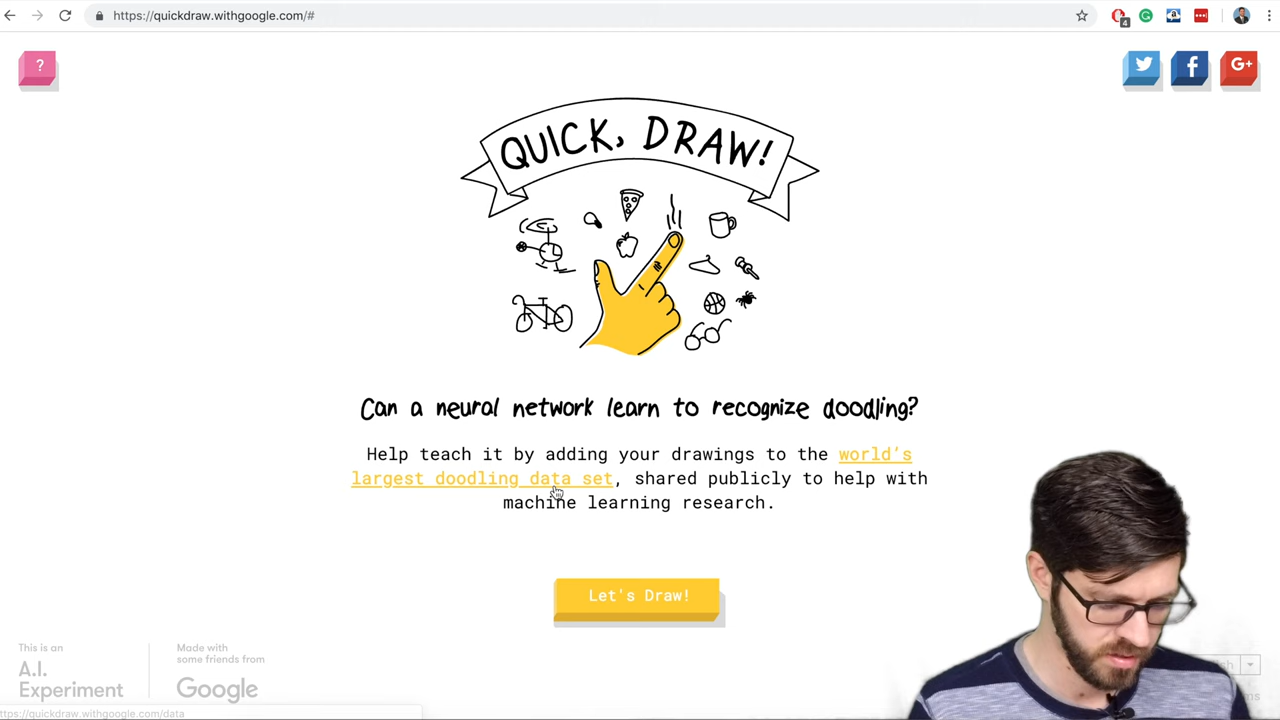 https://quickdraw.withgoogle.com/#
4
?
G+
QUICK, DRAW!
Can a neural network learn to recognize doodling?
Help teach it by adding your drawings to the world's
largest doodling data set, shared publicly to help with
machine learning research.
Let's Draw!
This is an
A.I.
Experiment
Made with
some friends from
Google
https://quickdraw.withgoogle.com/data